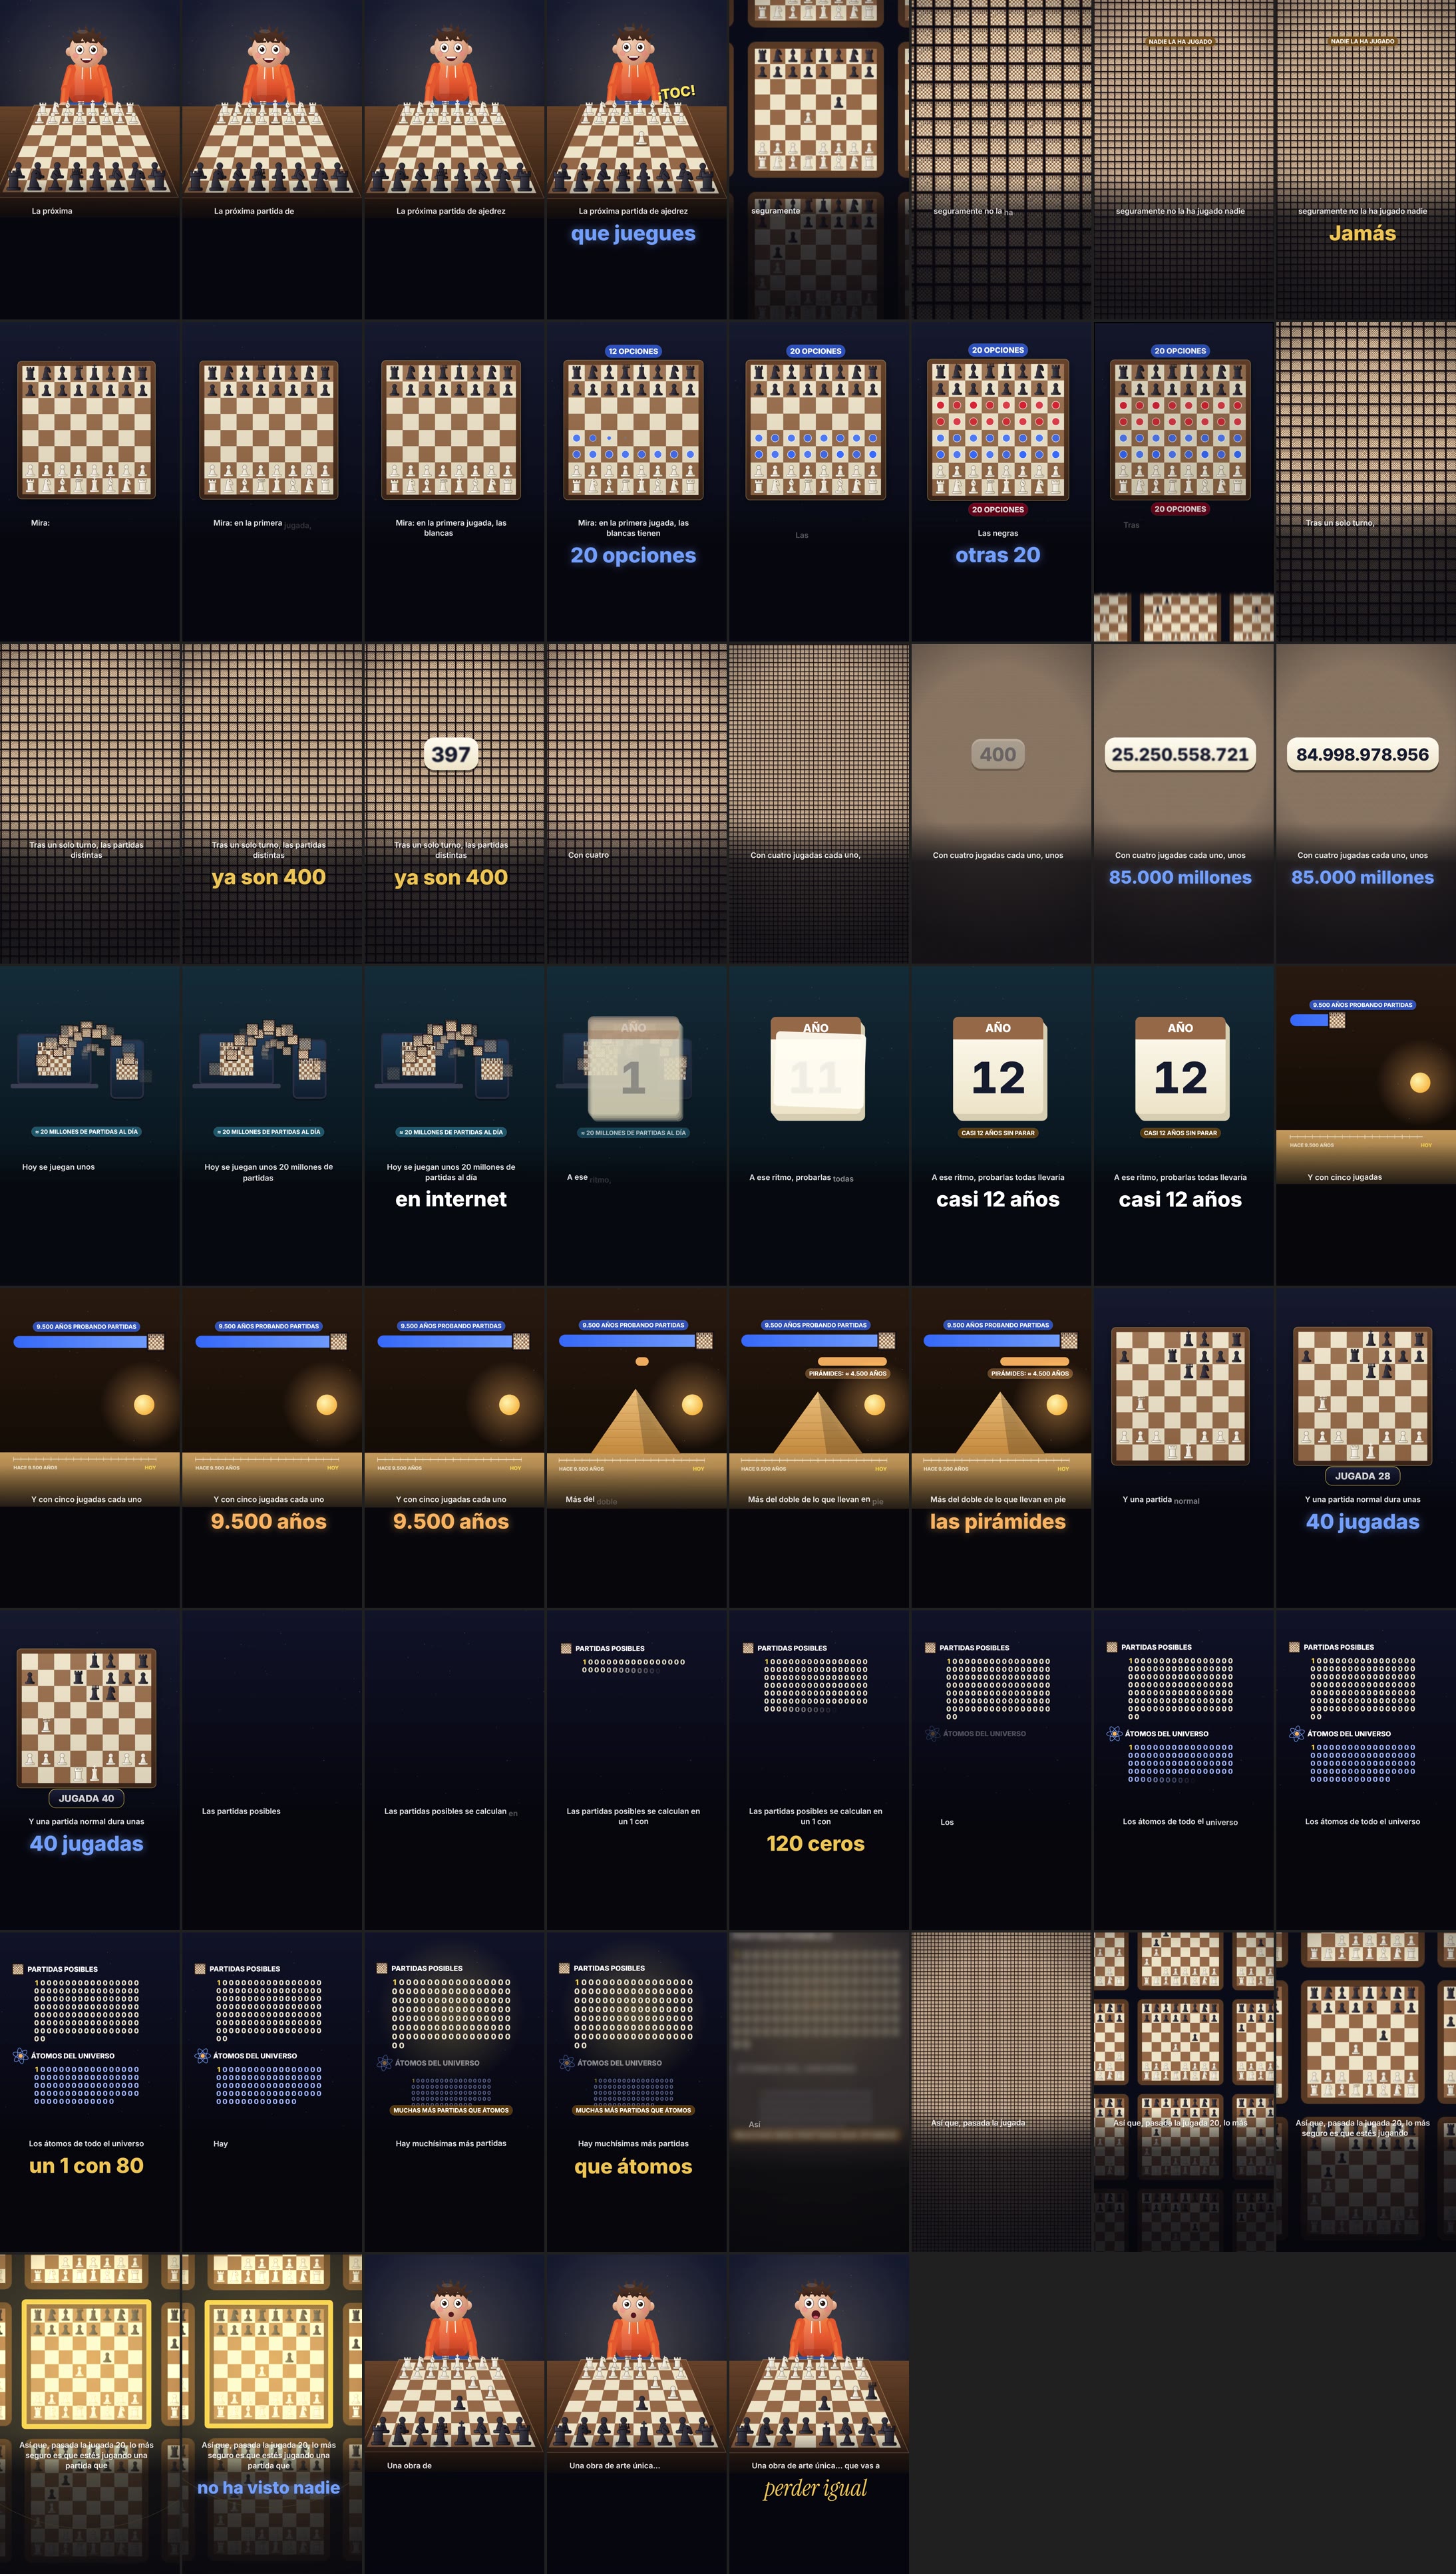 La próxima
La próxima partida de
La próxima partida de ajedrez
¡TOC!
La próxima partida de ajedrez
que juegues
seguramente
seguramente no la ha
NADIE LA HA JUGADO
seguramente no la ha jugado nadie
NADIE LA HA JUGADO
seguramente no la ha jugado nadie
Jamás
Mira:
Mira: en la primera jugada,
Mira: en la primera jugada, las
blancas
12 OPCIONES
Mira: en la primera jugada, las
blancas tienen
20 opciones
20 OPCIONES
Las
20 OPCIONES
20 OPCIONES
Las negras
otras 20
20 OPCIONES
20 OPCIONES
Tras
Tras un solo turno,
Tras un solo turno, las partidas
distintas
Tras un solo turno, las partidas
distintas
ya son 400
397
Tras un solo turno, las partidas
distintas
ya son 400
Con cuatro
Con cuatro jugadas cada uno,
400
Con cuatro jugadas cada uno, unos
25.250.558.721
Con cuatro jugadas cada uno, unos
85.000 millones
84.998.978.956
Con cuatro jugadas cada uno, unos
85.000 millones
≈ 20 MILLONES DE PARTIDAS AL DÍA
Hoy se juegan unos
≈ 20 MILLONES DE PARTIDAS AL DÍA
Hoy se juegan unos 20 millones de
partidas
≈ 20 MILLONES DE PARTIDAS AL DÍA
Hoy se juegan unos 20 millones de
partidas al día
en internet
AÑO
1
≈ 20 MILLONES DE PARTIDAS AL DÍA
A ese ritmo,
AÑO
11
A ese ritmo, probarlas todas
AÑO
12
CASI 12 AÑOS SIN PARAR
A ese ritmo, probarlas todas llevaría
casi 12 años
AÑO
12
CASI 12 AÑOS SIN PARAR
A ese ritmo, probarlas todas llevaría
casi 12 años
9.500 AÑOS PROBANDO PARTIDAS
HACE 9.500 AÑOS
HOY
Y con cinco jugadas
9.500 AÑOS PROBANDO PARTIDAS
HACE 9.500 AÑOS
HOY
Y con cinco jugadas cada uno
9.500 AÑOS PROBANDO PARTIDAS
HACE 9.500 AÑOS
HOY
Y con cinco jugadas cada uno
9.500 años
9.500 AÑOS PROBANDO PARTIDAS
HACE 9.500 AÑOS
HOY
Y con cinco jugadas cada uno
9.500 años
9.500 AÑOS PROBANDO PARTIDAS
HACE 9.500 AÑOS
HOY
Más del doble
9.500 AÑOS PROBANDO PARTIDAS
PIRÁMIDES: ≈ 4.500 AÑOS
HACE 9.500 AÑOS
HOY
Más del doble de lo que llevan en pie
9.500 AÑOS PROBANDO PARTIDAS
PIRÁMIDES: ≈ 4.500 AÑOS
HACE 9.500 AÑOS
HOY
Más del doble de lo que llevan en pie
las pirámides
Y una partida normal
JUGADA 28
Y una partida normal dura unas
40 jugadas
JUGADA 40
Y una partida normal dura unas
40 jugadas
Las partidas posibles
Las partidas posibles se calculan en
PARTIDAS POSIBLES
Las partidas posibles se calculan en
un 1 con
PARTIDAS POSIBLES
Las partidas posibles se calculan en
un 1 con
120 ceros
PARTIDAS POSIBLES
ÁTOMOS DEL UNIVERSO
Los
PARTIDAS POSIBLES
ÁTOMOS DEL UNIVERSO
Los átomos de todo el universo
PARTIDAS POSIBLES
ÁTOMOS DEL UNIVERSO
Los átomos de todo el universo
PARTIDAS POSIBLES
ÁTOMOS DEL UNIVERSO
Los átomos de todo el universo
un 1 con 80
PARTIDAS POSIBLES
ÁTOMOS DEL UNIVERSO
Hay
PARTIDAS POSIBLES
ÁTOMOS DEL UNIVERSO
MUCHAS MÁS PARTIDAS QUE ÁTOMOS
Hay muchísimas más partidas
PARTIDAS POSIBLES
ÁTOMOS DEL UNIVERSO
MUCHAS MÁS PARTIDAS QUE ÁTOMOS
Hay muchísimas más partidas
que átomos
Así
Así que, pasada la jugada
Así que, pasada la jugada 20, lo más
Así que, pasada la jugada 20, lo más
seguro es que estés jugando
Así que, pasada la jugada 20, lo más
seguro es que estés jugando una
partida que
Así que, pasada la jugada 20, lo más
seguro es que estés jugando una
partida que
no ha visto nadie
Una obra de
Una obra de arte única...
Una obra de arte única... que vas a
perder igual